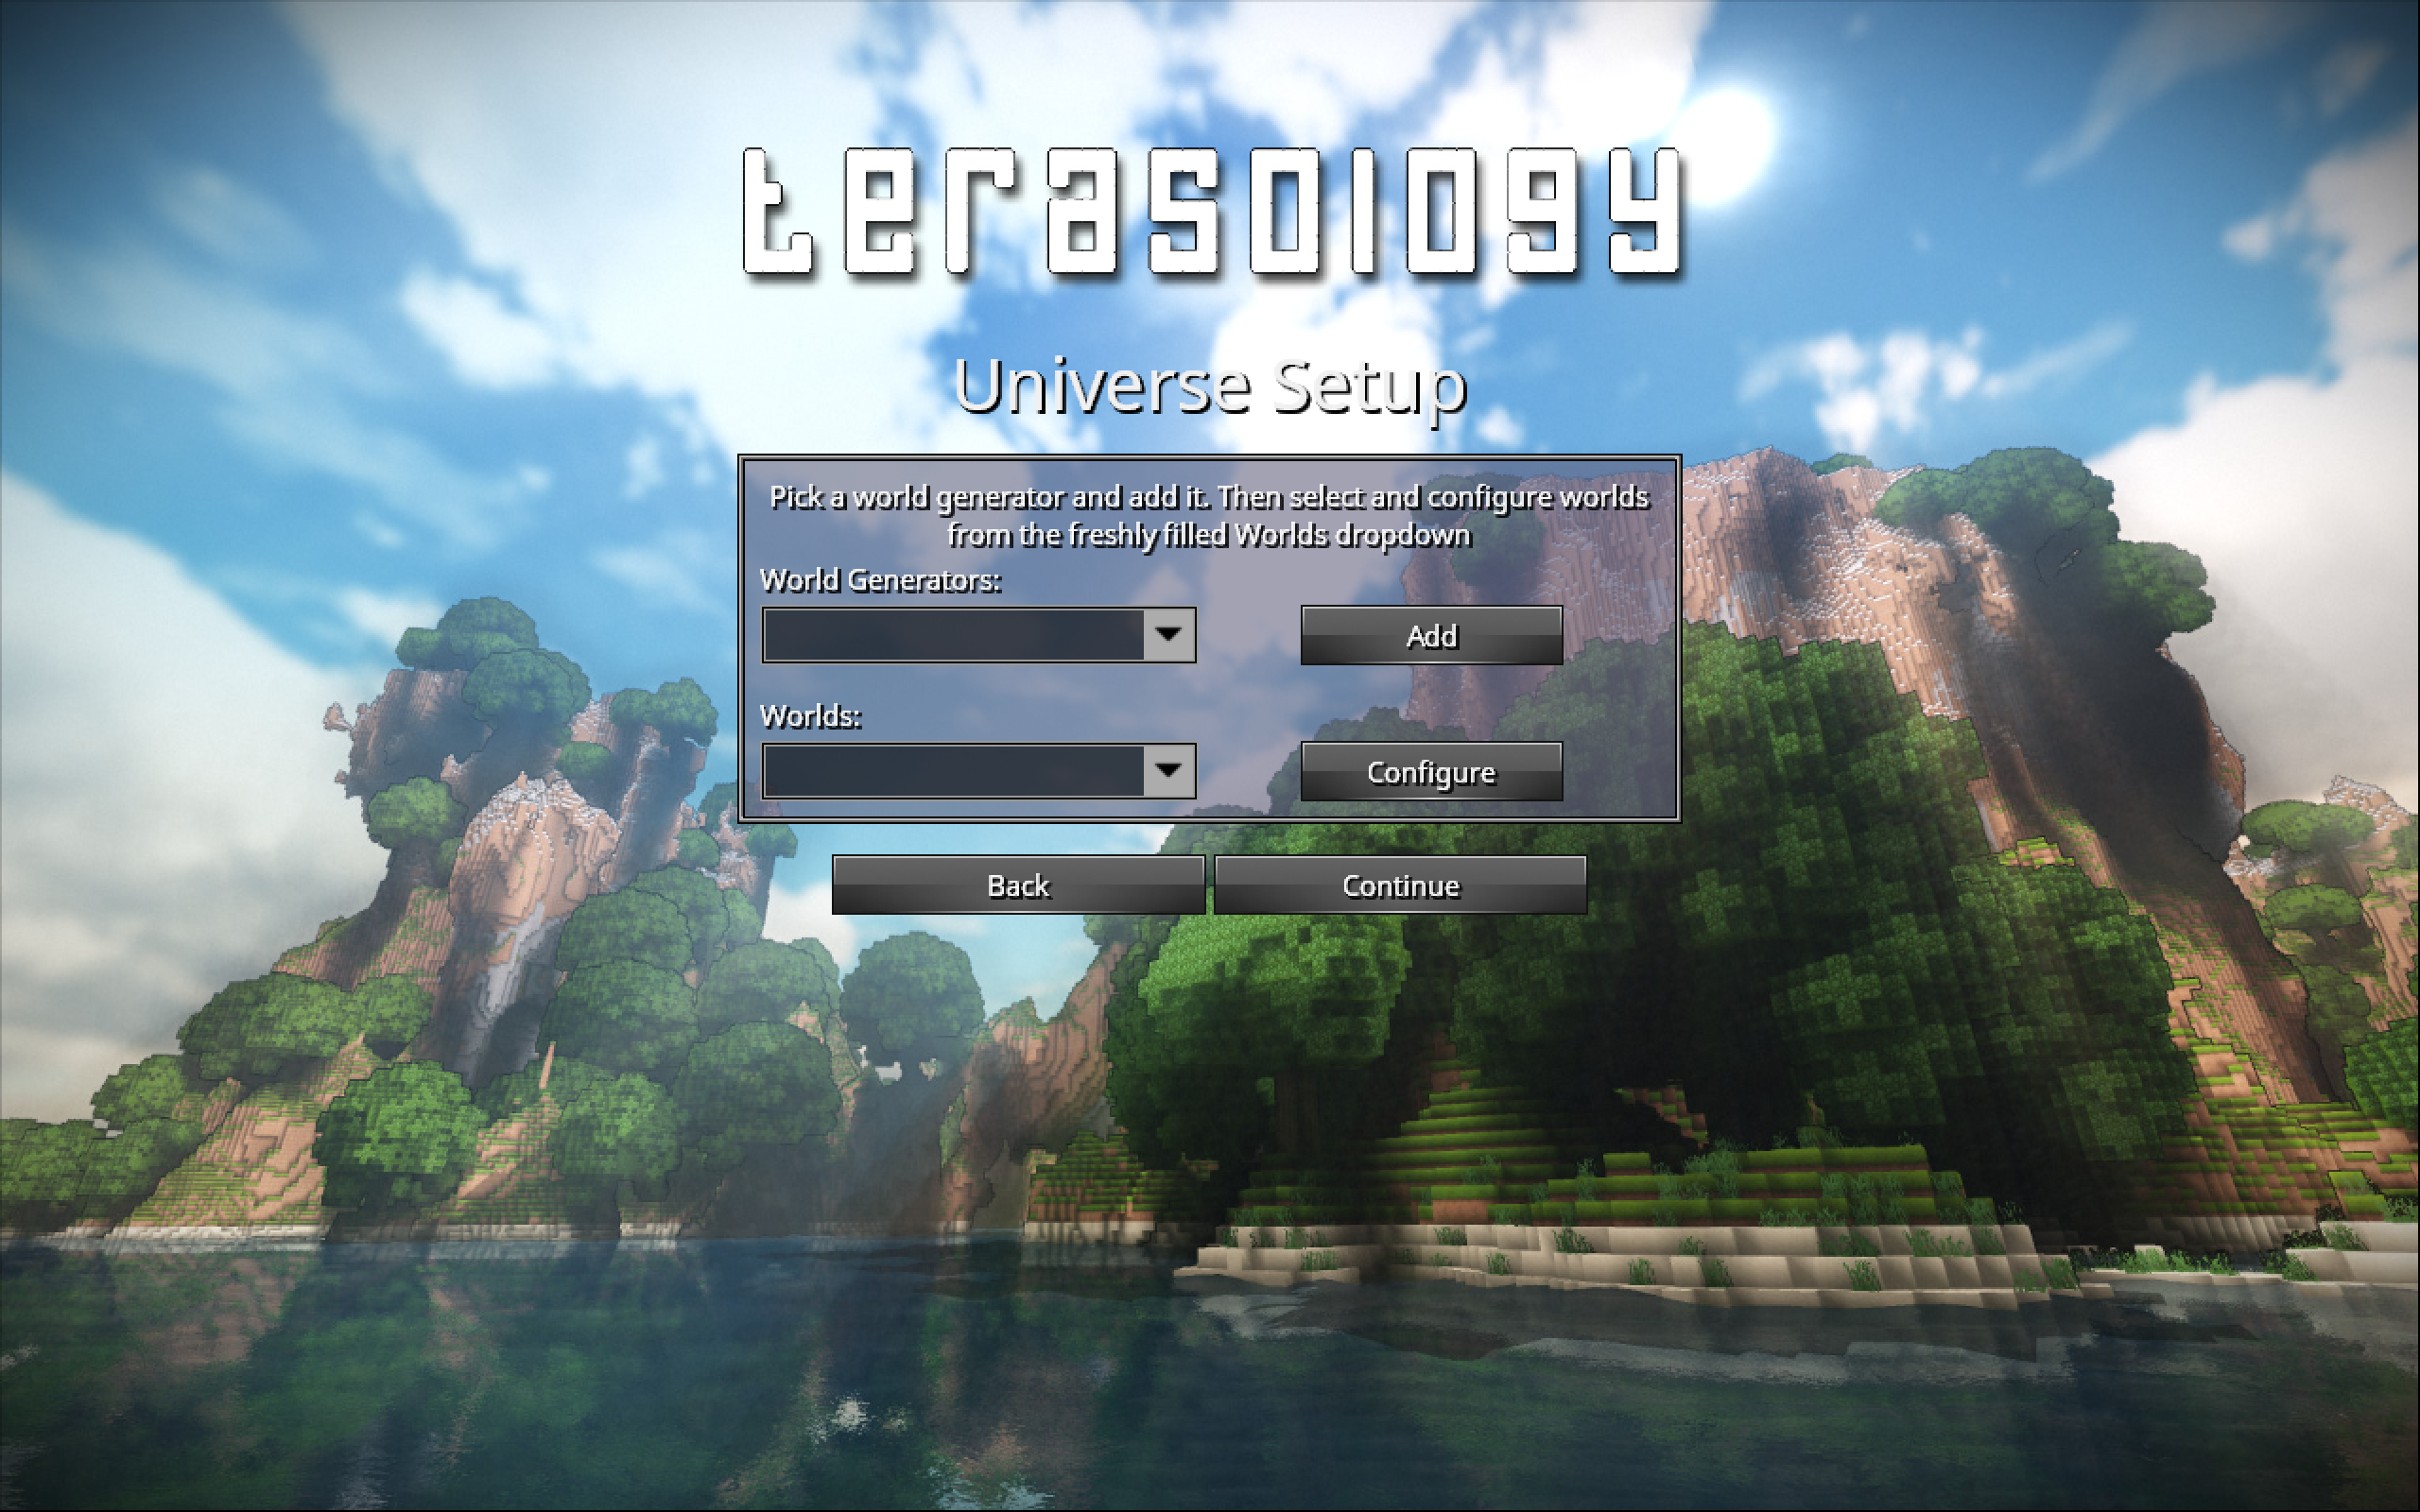 terasology
Universe Setup
Pick a world generator and add it. Then select and configure worlds
from the freshly filled Worlds dropdown
World Generators:
Add
Worlds:
Configure
Back
Continue